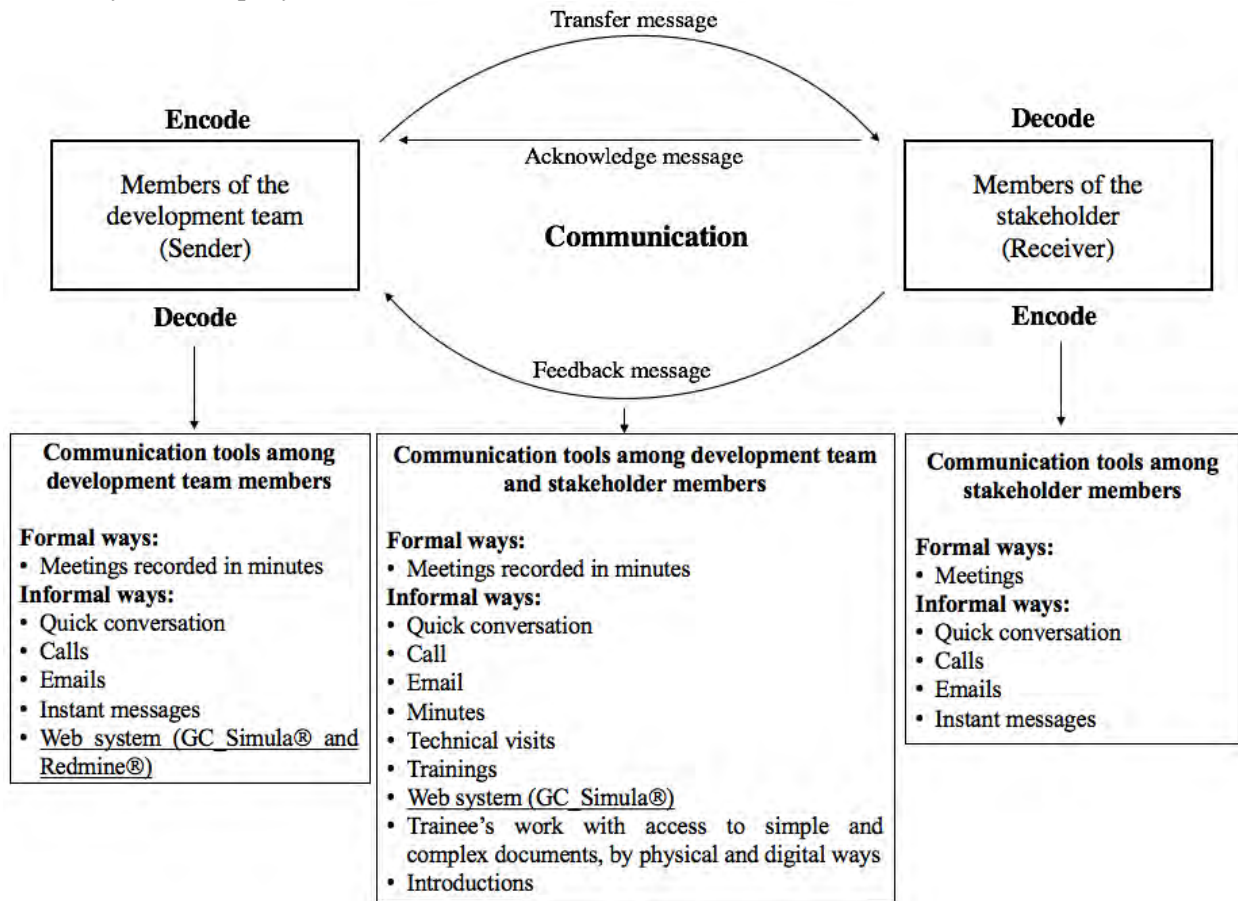 Transfer message
Encode
Decode
Acknowledge message
Members of the
development team
(Sender)
Members of the
stakeholder
(Receiver)
Communication
Decode
Encode
Feedback message
Communication tools among
development team members
Formal ways:
• Meetings recorded in minutes
Informal ways:
• Quick conversation
• Calls
• Emails
• Instant messages
• Web system (GC_Simula® and
Redmine®)
Communication tools among development team
and stakeholder members
Formal ways:
• Meetings recorded in minutes
Informal ways:
• Quick conversation
• Call
• Email
• Minutes
• Technical visits
• Trainings
• Web system (GC_Simula®)
• Trainee's work with access to simple and
complex documents, by physical and digital ways
• Introductions
Communication tools among
stakeholder members
Formal ways:
• Meetings
Informal ways:
• Quick conversation
• Calls
• Emails
• Instant messages